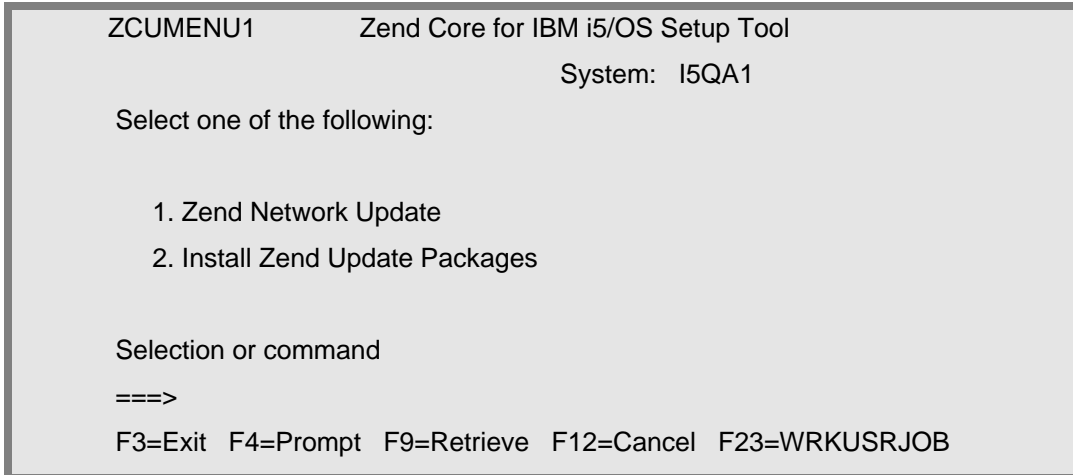 ZCUMENU1 Zend Core for IBM i5/OS Setup Tool
System: I5QA1
Select one of the following:
1. Zend Network Update
2. Install Zend Update Packages
Selection or command
===>
F3=Exit F4=Prompt F9=Retrieve F12=Cancel F23=WRKUSRJOB